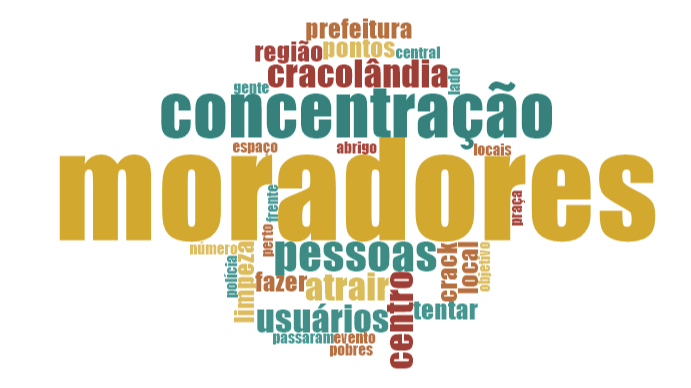 prefeitura
região pontos central
cracolândia lado
gente
concentração
espaço abrigo locais
moradores
frente praça
perto
número pessoas crack local objetivo
polícia limpeza fazer atrair centro
usuários tentar
passaram evento
pobres